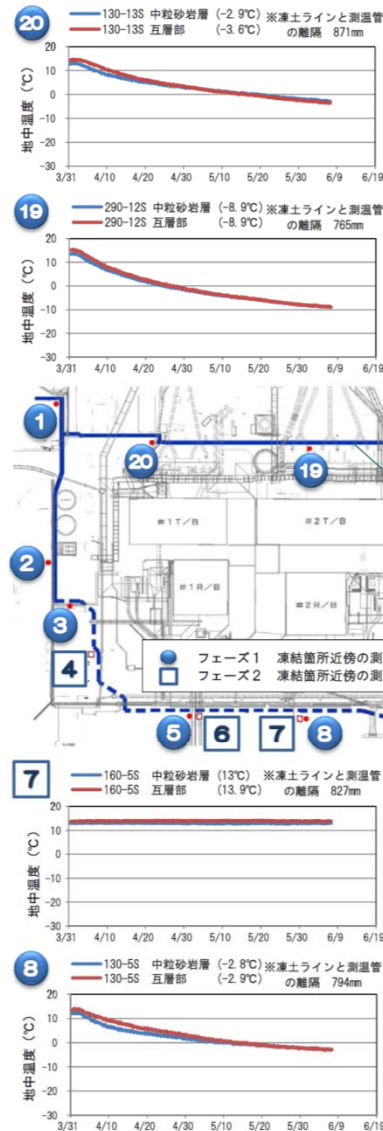 20
130-13S 中粒砂岩層 (-2.9℃) ※凍土ラインと測温管
130-13S 互層部 (-3.6℃) の離隔 871mm
地中温度 (℃)
20
10
0
-10
-20
-30
3/31 4/10 4/20 4/30 5/10 5/20 5/30 6/9 6/19
19
290-12S 中粒砂岩層 (-8.9℃) ※凍土ラインと測温管
290-12S 互層部 (-8.9℃) の離隔 765mm
地中温度 (℃)
20
10
0
-10
-20
-30
3/31 4/10 4/20 4/30 5/10 5/20 5/30 6/9 6/19
1
20
19
#1T/B
#2T/B
2
#1R/B
#2R/B
3
4
フェーズ1 凍結箇所近傍の測
フェーズ2 凍結箇所近傍の測
5
6
7
8
7
160-5S 中粒砂岩層 (13℃) ※凍土ラインと測温管
160-5S 互層部 (13.9℃) の離隔 827mm
地中温度 (℃)
20
10
0
-10
-20
-30
3/31 4/10 4/20 4/30 5/10 5/20 5/30 6/9 6/19
8
130-5S 中粒砂岩層 (-2.8℃) ※凍土ラインと測温管
130-5S 互層部 (-2.9℃) の離隔 794mm
地中温度 (℃)
20
10
0
-10
-20
-30
3/31 4/10 4/20 4/30 5/10 5/20 5/30 6/9 6/19